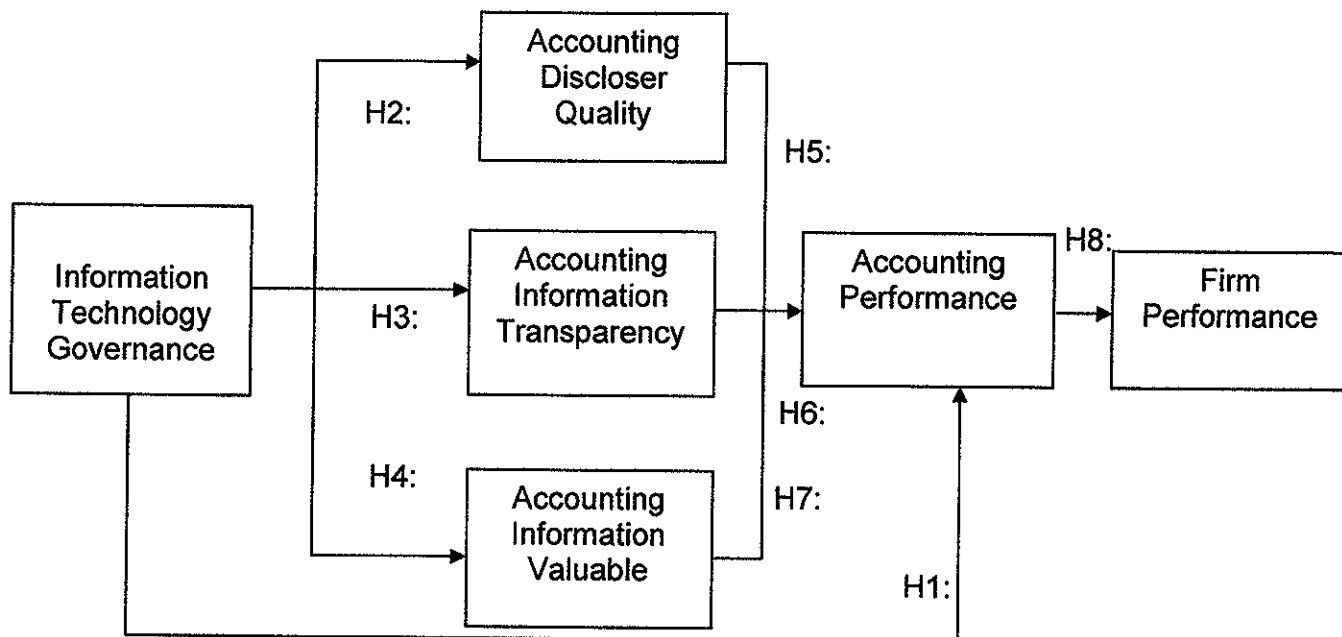 Accounting
Discloser
Quality
H2:
H5:
Information
Technology
Governance
H3:
Accounting
Information
Transparency
Accounting
Performance
H8:
Firm
Performance
H6:
H4:
Accounting
Information
Valuable
H7:
H1: